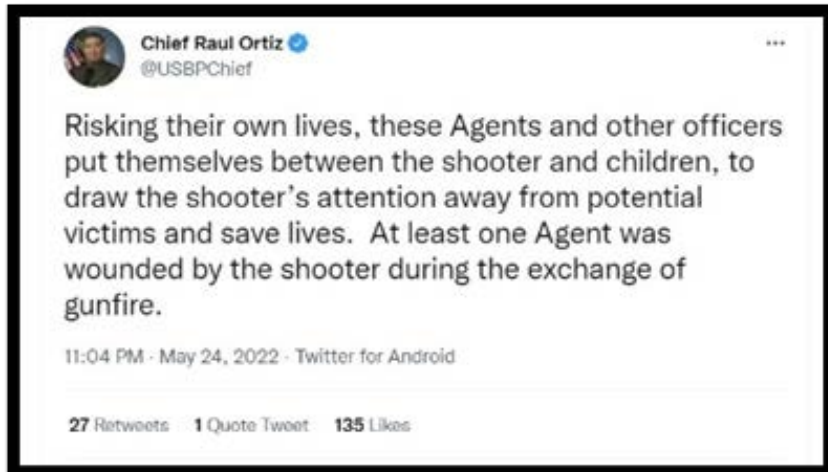 Chief Raul Ortiz
@USBPChief
Risking their own lives, these Agents and other officers
put themselves between the shooter and children, to
draw the shooter’s attention away from potential
victims and save lives.  At least one Agent was
wounded by the shooter during the exchange of
gunfire.
11:04 PM · May 24, 2022 · Twitter for Android
27 Retweets 1 Quote Tweet 135 Likes